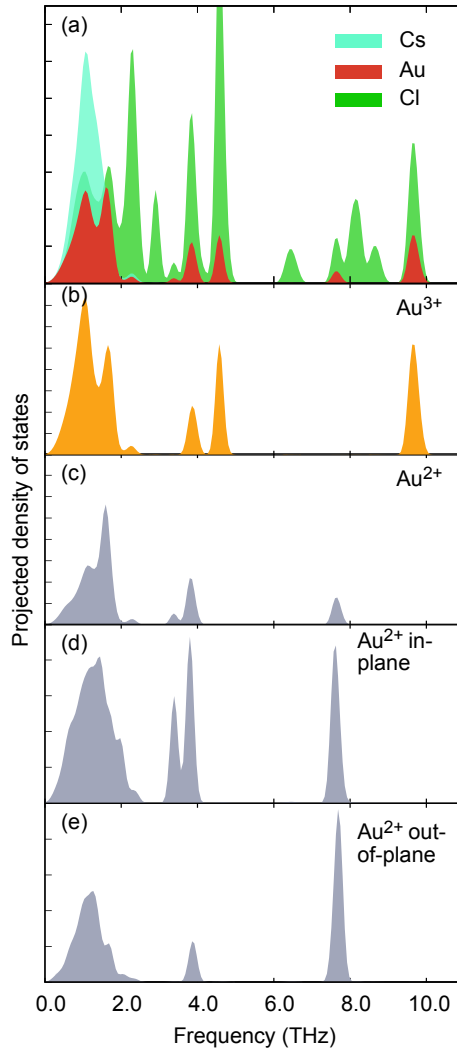 (a)
Cs
Au
Cl
(b)
Au³⁺
(c)
Au²⁺
(d)
Au²⁺ in-
plane
(e)
Au²⁺ out-
of-plane
Projected density of states
0.0 2.0 4.0 6.0 8.0 10.0
Frequency (THz)